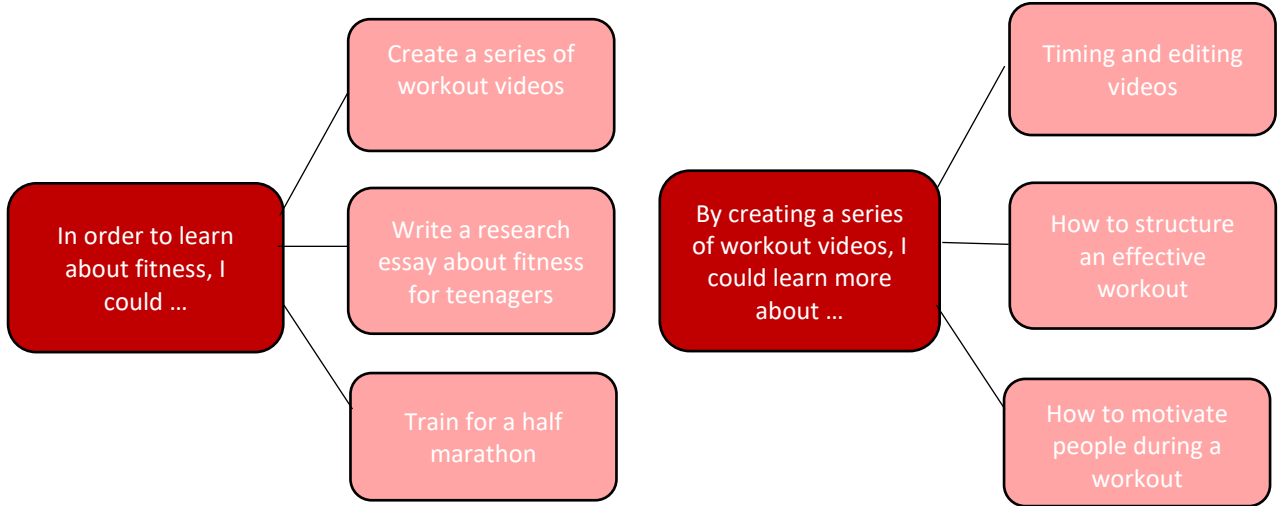 In order to learn
about fitness, I
could …
Create a series of
workout videos
Write a research
essay about fitness
for teenagers
Train for a half
marathon
By creating a series
of workout videos, I
could learn more
about …
Timing and editing
videos
How to structure
an effective
workout
How to motivate
people during a
workout